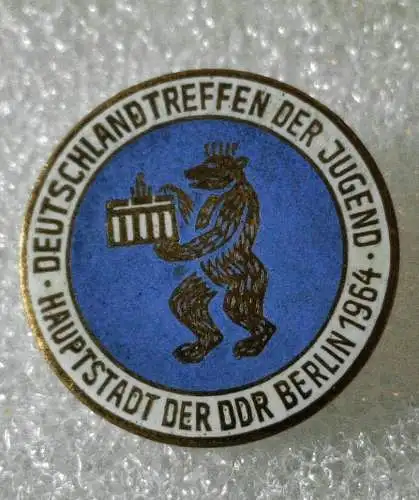 · DEUTSCHLANDTREFFEN DER JUGEND ·
HAUPTSTADT DER DDR BERLIN 1964